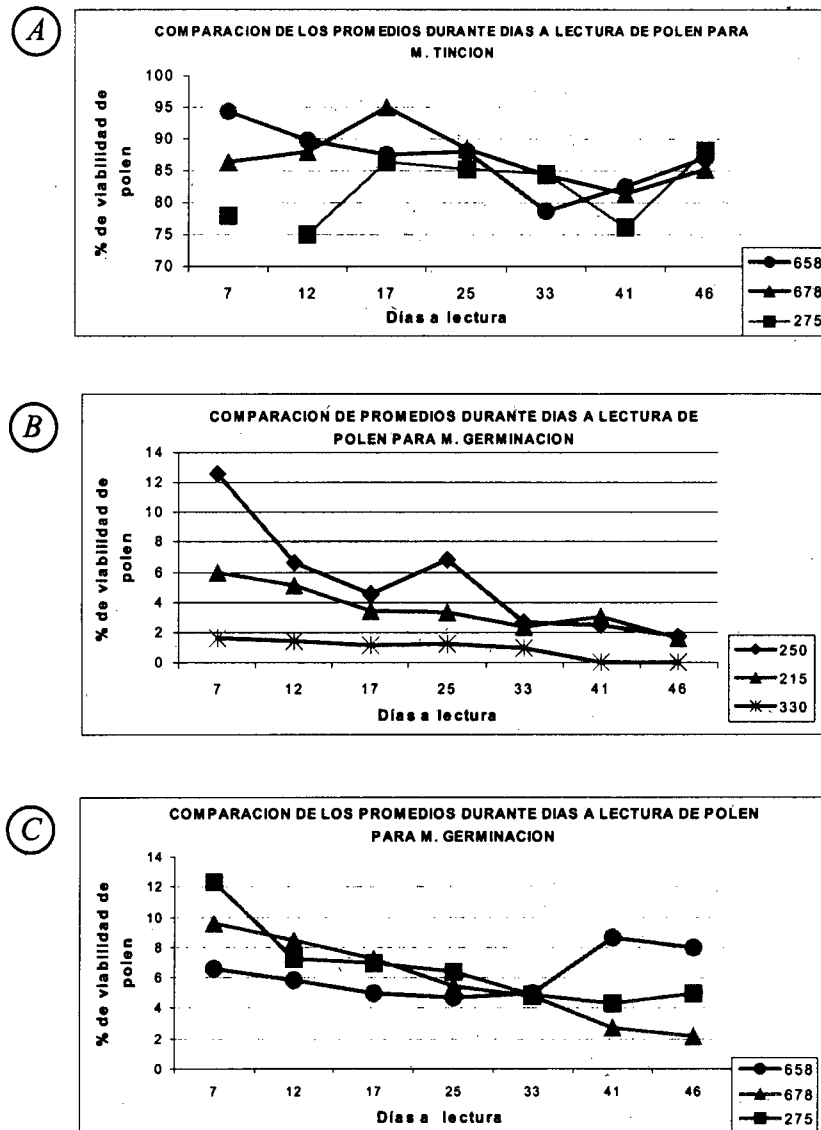 A
COMPARACION DE LOS PROMEDIOS DURANTE DIAS A LECTURA DE POLEN PARA
M. TINCION
% de viabilidad de
polen
100
95
90
85
80
75
70
7 12 17 25 33 41 46
Días a lectura
658
678
275
B
COMPARACION DE PROMEDIOS DURANTE DIAS A LECTURA DE
POLEN PARA M. GERMINACION
% de viabilidad de
polen
14
12
10
8
6
4
2
0
7 12 17 25 33 41 46
Días a lectura
250
215
330
C
COMPARACION DE LOS PROMEDIOS DURANTE DIAS A LECTURA DE POLEN
PARA M. GERMINACION
% de viabilidad de
polen
14
12
10
8
6
4
2
0
7 12 17 25 33 41 46
Días a lectura
658
678
275